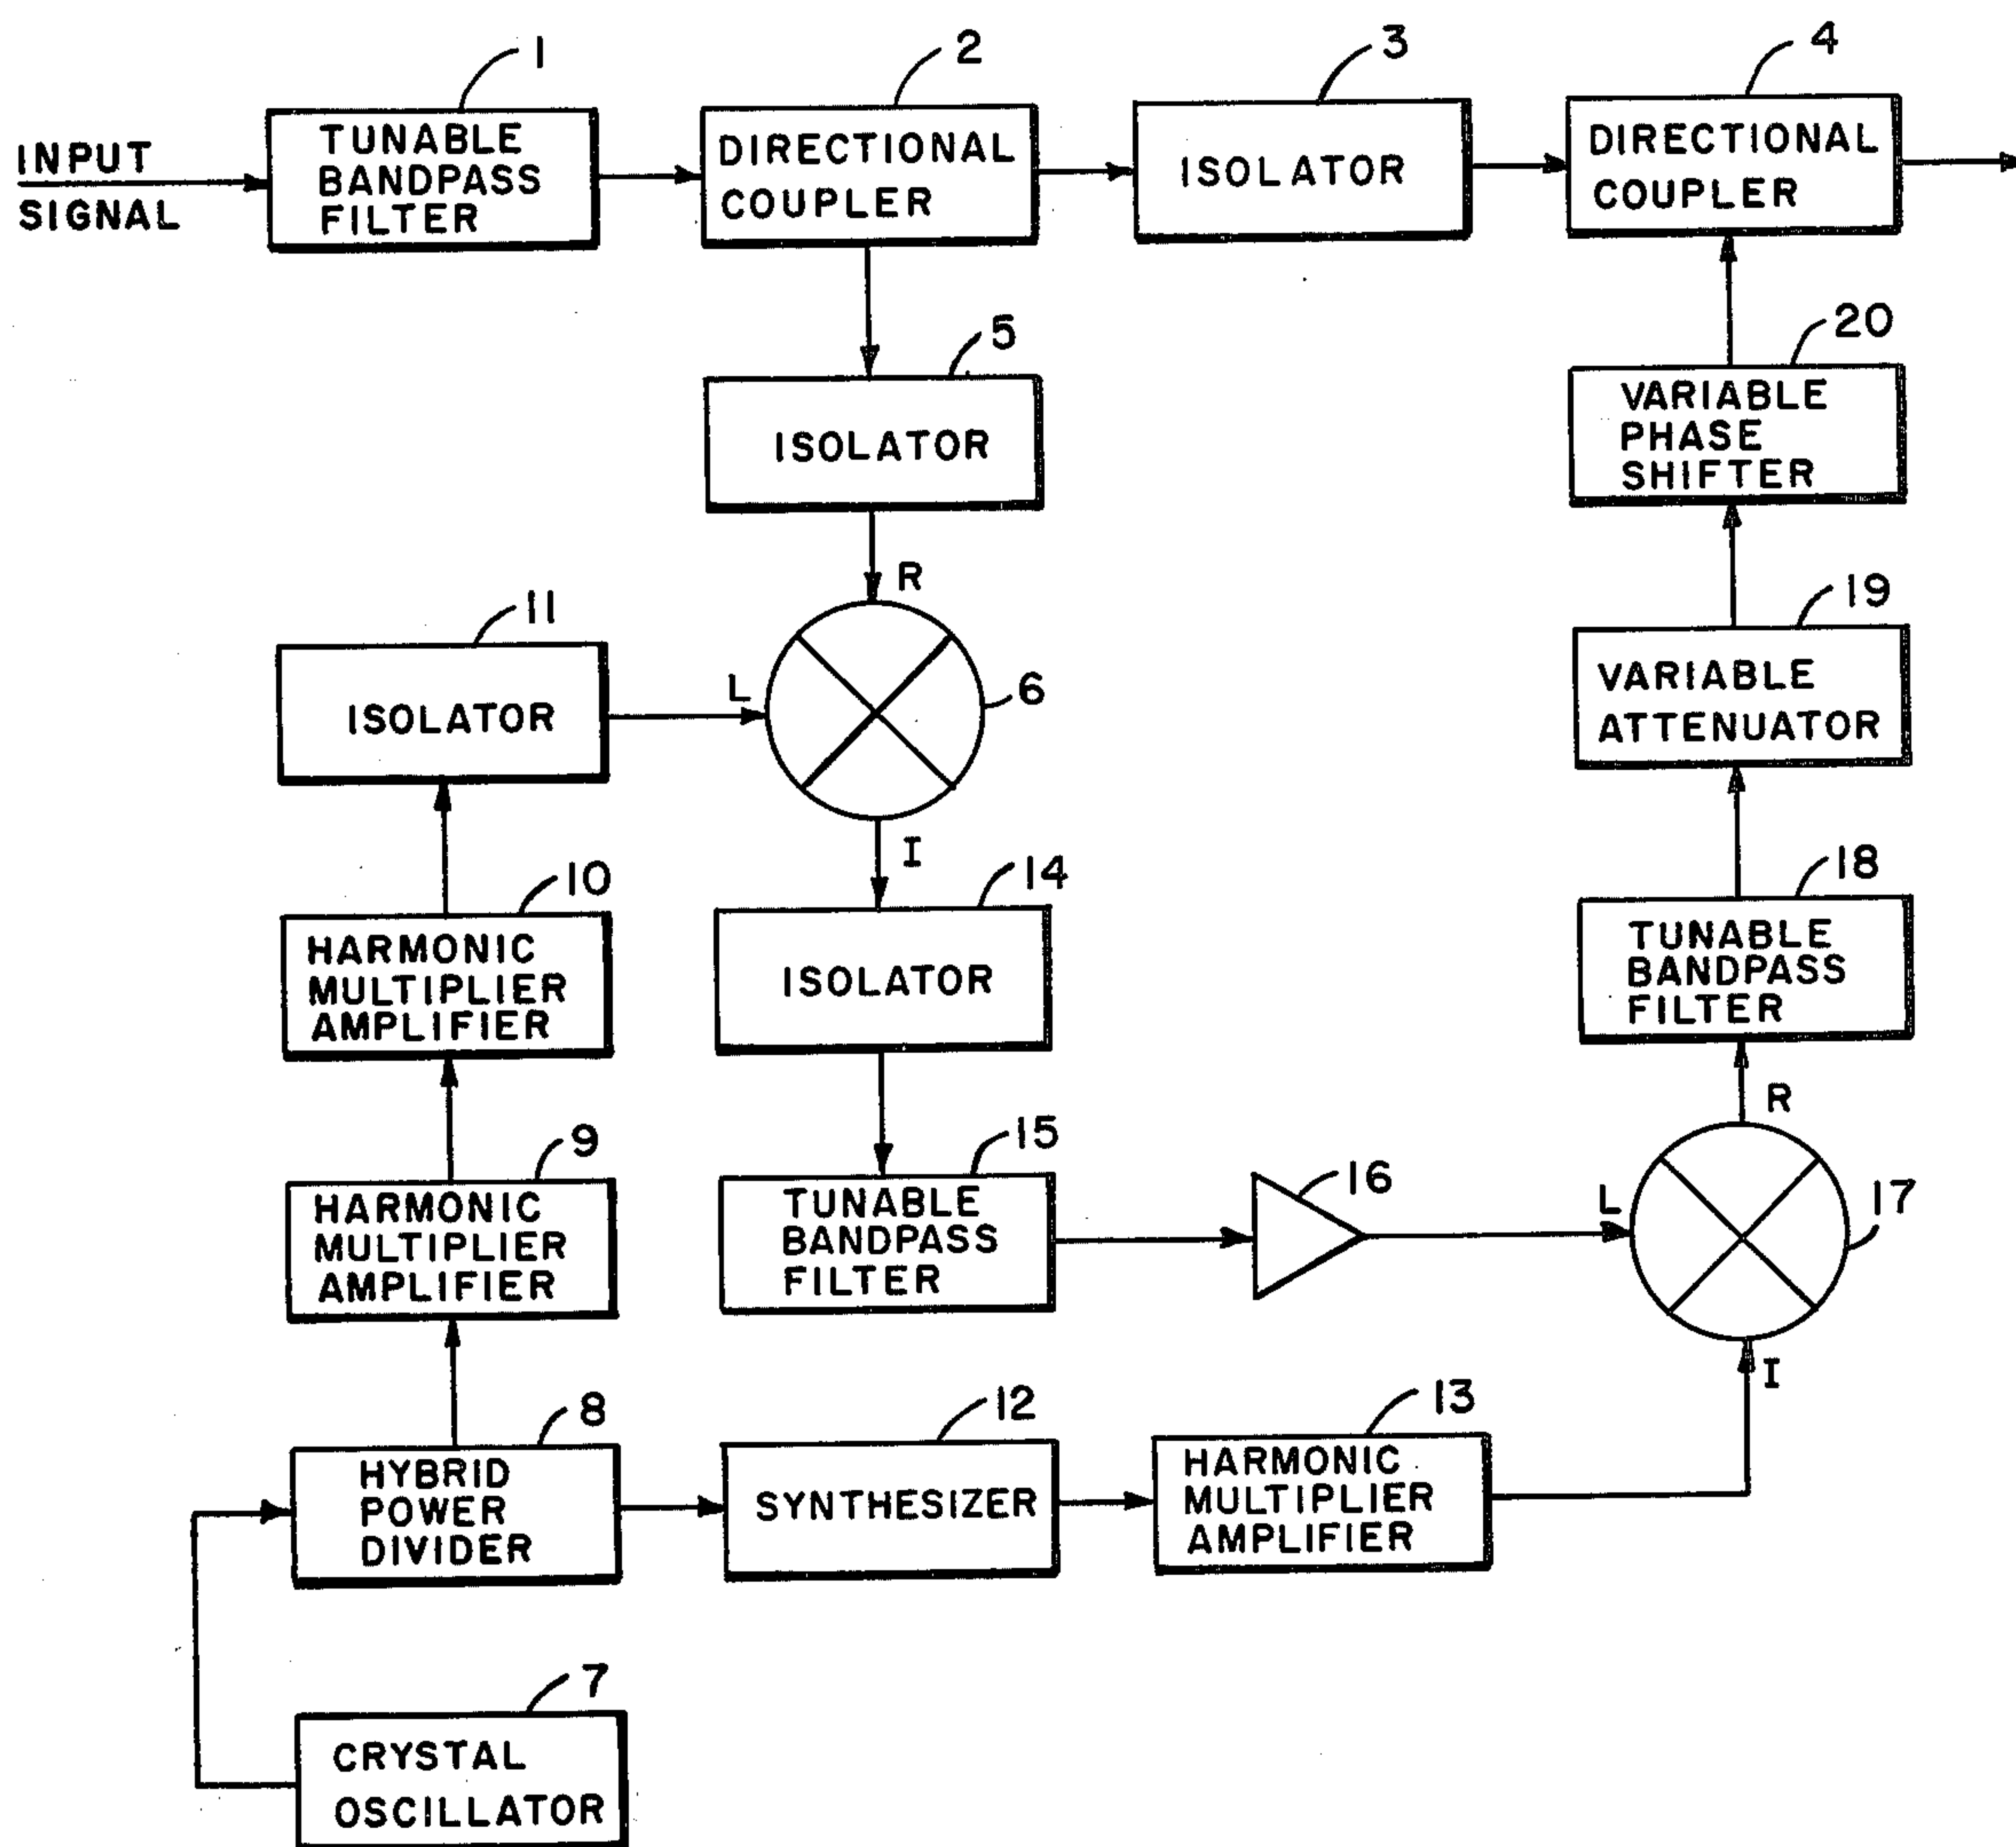 1
2
3
4
INPUT
SIGNAL
TUNABLE
BANDPASS
FILTER
DIRECTIONAL
COUPLER
ISOLATOR
DIRECTIONAL
COUPLER
5
20
ISOLATOR
VARIABLE
PHASE
SHIFTER
R
11
19
ISOLATOR
L
6
VARIABLE
ATTENUATOR
I
10
14
18
HARMONIC
MULTIPLIER
AMPLIFIER
ISOLATOR
TUNABLE
BANDPASS
FILTER
R
9
15
16
17
HARMONIC
MULTIPLIER
AMPLIFIER
TUNABLE
BANDPASS
FILTER
L
I
8
12
13
HYBRID
POWER
DIVIDER
SYNTHESIZER
HARMONIC
MULTIPLIER
AMPLIFIER
7
CRYSTAL
OSCILLATOR